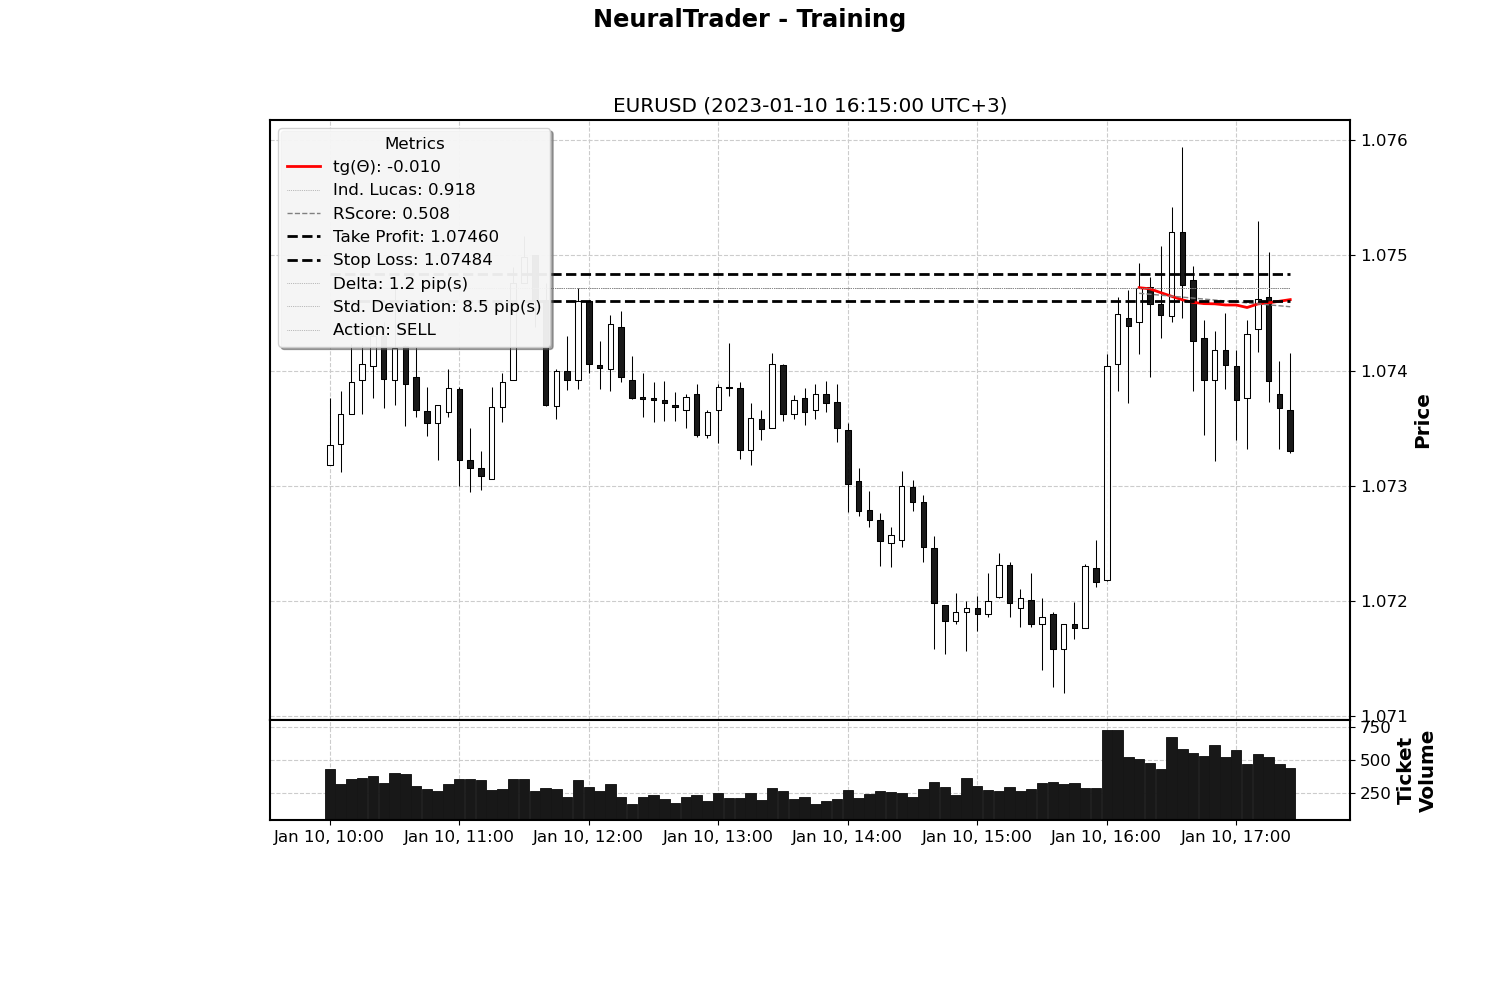 NeuralTrader - Training
EURUSD (2023-01-10 16:15:00 UTC+3)
Metrics
tg(Θ): -0.010
Ind. Lucas: 0.918
RScore: 0.508
Take Profit: 1.07460
Stop Loss: 1.07484
Delta: 1.2 pip(s)
Std. Deviation: 8.5 pip(s)
Action: SELL
1.076
1.075
1.074
1.073
1.072
1.071
Price
750
500
250
Ticket
Volume
Jan 10, 10:00
Jan 10, 11:00
Jan 10, 12:00
Jan 10, 13:00
Jan 10, 14:00
Jan 10, 15:00
Jan 10, 16:00
Jan 10, 17:00